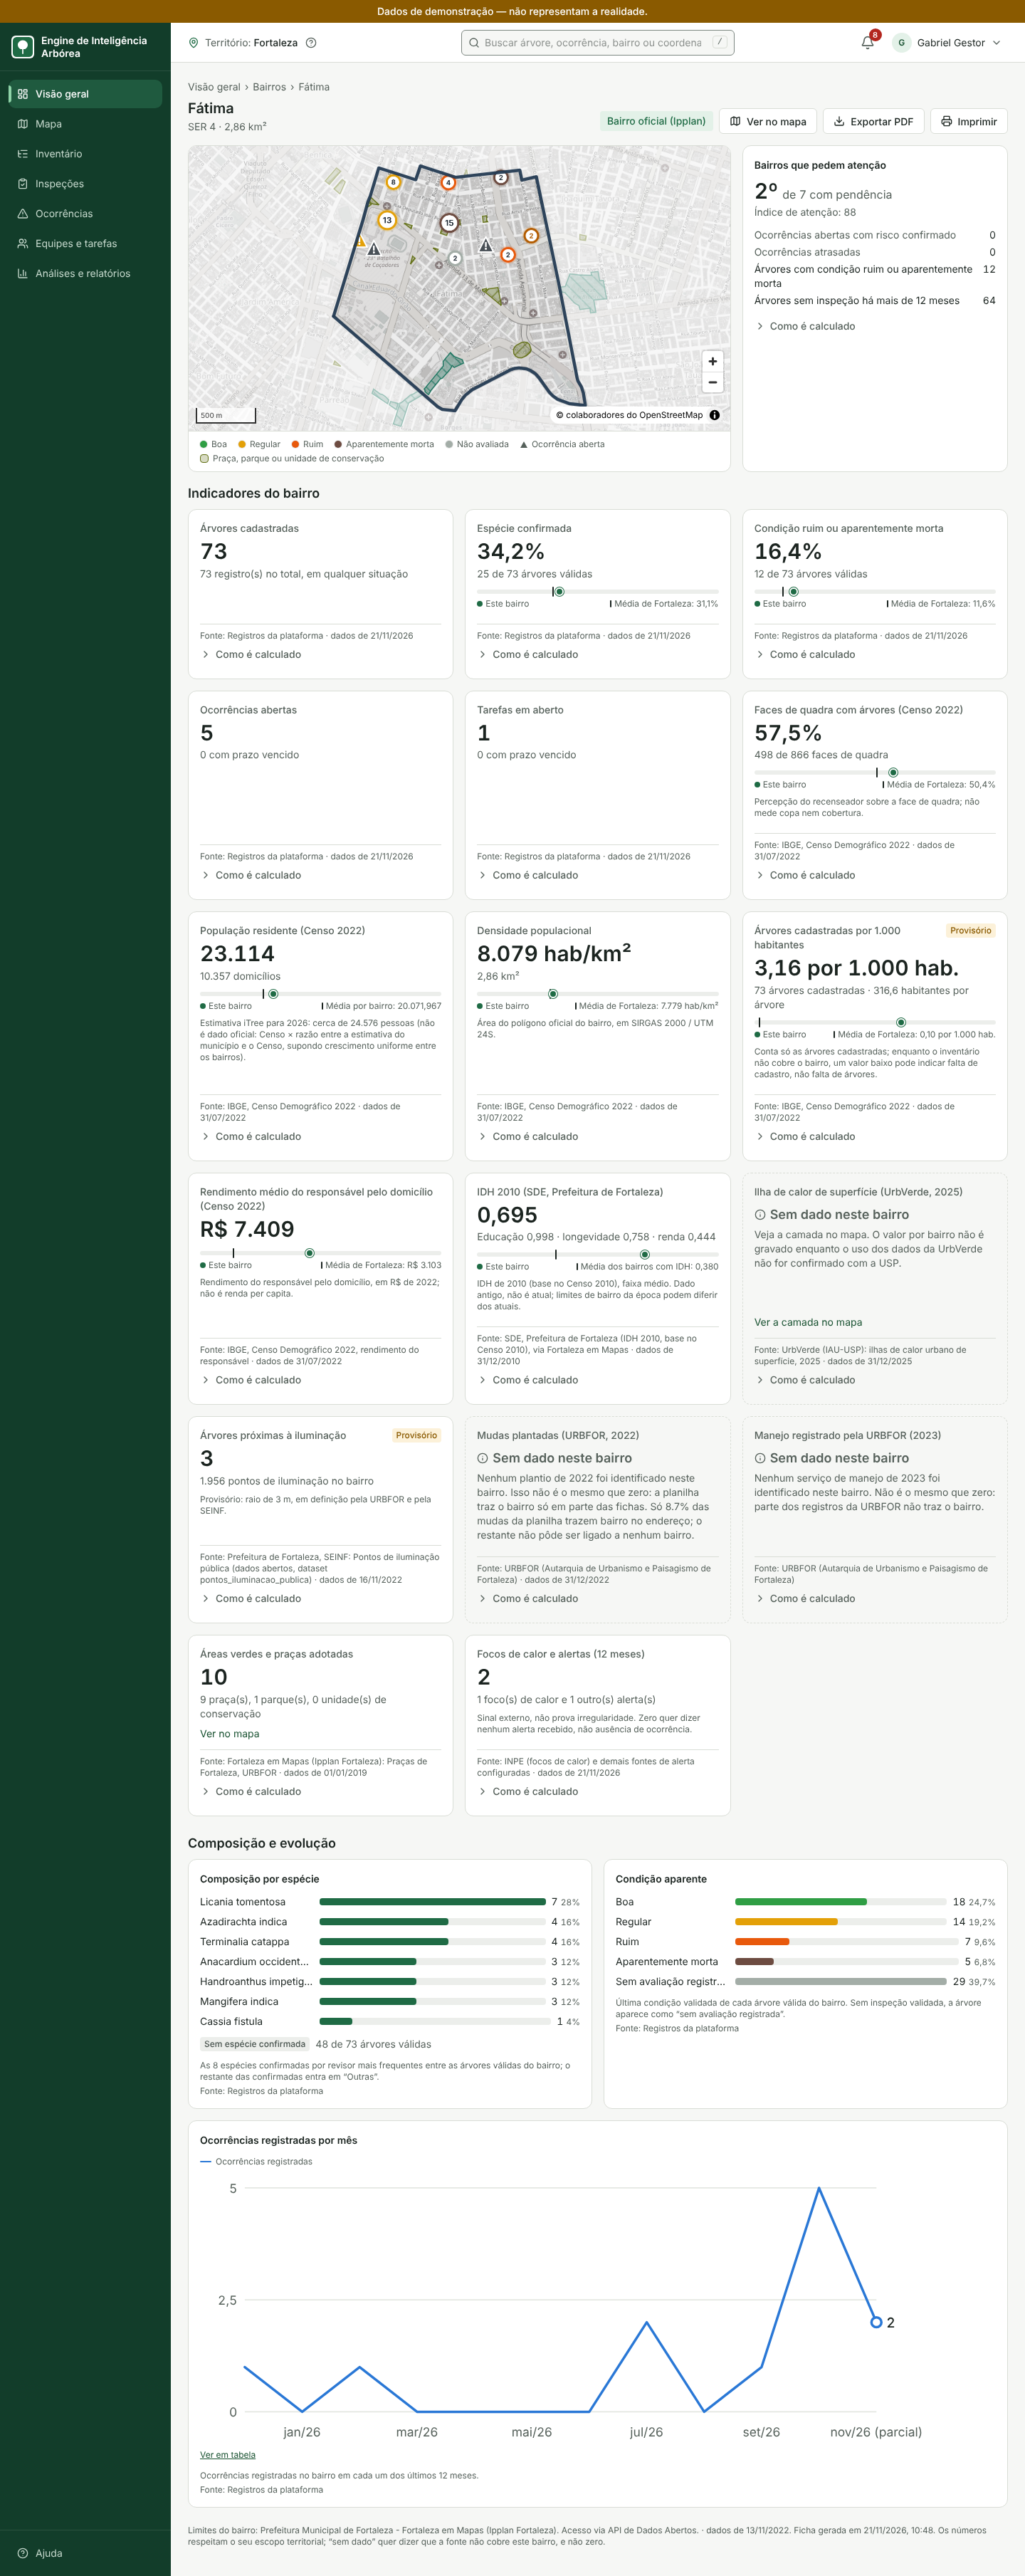 Dados de demonstração — não representam a realidade.
Engine de Inteligência
Arbórea
Território: Fortaleza
Buscar árvore, ocorrência, bairro ou coordena
/
8
G
Gabriel Gestor
Visão geral
Mapa
Inventário
Inspeções
Ocorrências
Equipes e tarefas
Análises e relatórios
Ajuda
Visão geral › Bairros › Fátima
Fátima
SER 4 · 2,86 km²
Bairro oficial (Ipplan)
Ver no mapa
Exportar PDF
Imprimir
8
4
2
13
15
2
2
2
500 m
© colaboradores do OpenStreetMap
Boa
Regular
Ruim
Aparentemente morta
Não avaliada
Ocorrência aberta
Praça, parque ou unidade de conservação
Bairros que pedem atenção
2º de 7 com pendência
Índice de atenção: 88
Ocorrências abertas com risco confirmado 0
Ocorrências atrasadas 0
Árvores com condição ruim ou aparentemente 12
morta
Árvores sem inspeção há mais de 12 meses 64
Como é calculado
Indicadores do bairro
Árvores cadastradas
73
73 registro(s) no total, em qualquer situação
Fonte: Registros da plataforma · dados de 21/11/2026
Como é calculado
Espécie confirmada
34,2%
25 de 73 árvores válidas
Este bairro
Média de Fortaleza: 31,1%
Fonte: Registros da plataforma · dados de 21/11/2026
Como é calculado
Condição ruim ou aparentemente morta
16,4%
12 de 73 árvores válidas
Este bairro
Média de Fortaleza: 11,6%
Fonte: Registros da plataforma · dados de 21/11/2026
Como é calculado
Ocorrências abertas
5
0 com prazo vencido
Fonte: Registros da plataforma · dados de 21/11/2026
Como é calculado
Tarefas em aberto
1
0 com prazo vencido
Fonte: Registros da plataforma · dados de 21/11/2026
Como é calculado
Faces de quadra com árvores (Censo 2022)
57,5%
498 de 866 faces de quadra
Este bairro
Média de Fortaleza: 50,4%
Percepção do recenseador sobre a face de quadra; não
mede copa nem cobertura.
Fonte: IBGE, Censo Demográfico 2022 · dados de
31/07/2022
Como é calculado
População residente (Censo 2022)
23.114
10.357 domicílios
Este bairro
Média por bairro: 20.071,967
Estimativa iTree para 2026: cerca de 24.576 pessoas (não
é dado oficial: Censo × razão entre a estimativa do
município e o Censo, supondo crescimento uniforme entre
os bairros).
Fonte: IBGE, Censo Demográfico 2022 · dados de
31/07/2022
Como é calculado
Densidade populacional
8.079 hab/km²
2,86 km²
Este bairro
Média de Fortaleza: 7.779 hab/km²
Área do polígono oficial do bairro, em SIRGAS 2000 / UTM
24S.
Fonte: IBGE, Censo Demográfico 2022 · dados de
31/07/2022
Como é calculado
Árvores cadastradas por 1.000
habitantes
Provisório
3,16 por 1.000 hab.
73 árvores cadastradas · 316,6 habitantes por
árvore
Este bairro
Média de Fortaleza: 0,10 por 1.000 hab.
Conta só as árvores cadastradas; enquanto o inventário
não cobre o bairro, um valor baixo pode indicar falta de
cadastro, não falta de árvores.
Fonte: IBGE, Censo Demográfico 2022 · dados de
31/07/2022
Como é calculado
Rendimento médio do responsável pelo domicílio
(Censo 2022)
R$ 7.409
Este bairro
Média de Fortaleza: R$ 3.103
Rendimento do responsável pelo domicílio, em R$ de 2022;
não é renda per capita.
Fonte: IBGE, Censo Demográfico 2022, rendimento do
responsável · dados de 31/07/2022
Como é calculado
IDH 2010 (SDE, Prefeitura de Fortaleza)
0,695
Educação 0,998 · longevidade 0,758 · renda 0,444
Este bairro
Média dos bairros com IDH: 0,380
IDH de 2010 (base no Censo 2010), faixa médio. Dado
antigo, não é atual; limites de bairro da época podem diferir
dos atuais.
Fonte: SDE, Prefeitura de Fortaleza (IDH 2010, base no
Censo 2010), via Fortaleza em Mapas · dados de
31/12/2010
Como é calculado
Ilha de calor de superfície (UrbVerde, 2025)
Sem dado neste bairro
Veja a camada no mapa. O valor por bairro não é
gravado enquanto o uso dos dados da UrbVerde
não for confirmado com a USP.
Ver a camada no mapa
Fonte: UrbVerde (IAU-USP): ilhas de calor urbano de
superfície, 2025 · dados de 31/12/2025
Como é calculado
Árvores próximas à iluminação
Provisório
3
1.956 pontos de iluminação no bairro
Provisório: raio de 3 m, em definição pela URBFOR e pela
SEINF.
Fonte: Prefeitura de Fortaleza, SEINF: Pontos de iluminação
pública (dados abertos, dataset
pontos_iluminacao_publica) · dados de 16/11/2022
Como é calculado
Mudas plantadas (URBFOR, 2022)
Sem dado neste bairro
Nenhum plantio de 2022 foi identificado neste
bairro. Isso não é o mesmo que zero: a planilha
traz o bairro só em parte das fichas. Só 8.7% das
mudas da planilha trazem bairro no endereço; o
restante não pôde ser ligado a nenhum bairro.
Fonte: URBFOR (Autarquia de Urbanismo e Paisagismo de
Fortaleza) · dados de 31/12/2022
Como é calculado
Manejo registrado pela URBFOR (2023)
Sem dado neste bairro
Nenhum serviço de manejo de 2023 foi
identificado neste bairro. Não é o mesmo que zero:
parte dos registros da URBFOR não traz o bairro.
Fonte: URBFOR (Autarquia de Urbanismo e Paisagismo de
Fortaleza)
Como é calculado
Áreas verdes e praças adotadas
10
9 praça(s), 1 parque(s), 0 unidade(s) de
conservação
Ver no mapa
Fonte: Fortaleza em Mapas (Ipplan Fortaleza): Praças de
Fortaleza, URBFOR · dados de 01/01/2019
Como é calculado
Focos de calor e alertas (12 meses)
2
1 foco(s) de calor e 1 outro(s) alerta(s)
Sinal externo, não prova irregularidade. Zero quer dizer
nenhum alerta recebido, não ausência de ocorrência.
Fonte: INPE (focos de calor) e demais fontes de alerta
configuradas · dados de 21/11/2026
Como é calculado
Composição e evolução
Composição por espécie
Licania tomentosa 7 28%
Azadirachta indica 4 16%
Terminalia catappa 4 16%
Anacardium occident... 3 12%
Handroanthus impetig... 3 12%
Mangifera indica 3 12%
Cassia fistula 1 4%
Sem espécie confirmada 48 de 73 árvores válidas
As 8 espécies confirmadas por revisor mais frequentes entre as árvores válidas do bairro; o
restante das confirmadas entra em “Outras”.
Fonte: Registros da plataforma
Condição aparente
Boa 18 24,7%
Regular 14 19,2%
Ruim 7 9,6%
Aparentemente morta 5 6,8%
Sem avaliação registr... 29 39,7%
Última condição validada de cada árvore válida do bairro. Sem inspeção validada, a árvore
aparece como “sem avaliação registrada”.
Fonte: Registros da plataforma
Ocorrências registradas por mês
Ocorrências registradas
5
2,5
0
2
jan/26 mar/26 mai/26 jul/26 set/26 nov/26 (parcial)
Ver em tabela
Ocorrências registradas no bairro em cada um dos últimos 12 meses.
Fonte: Registros da plataforma
Limites do bairro: Prefeitura Municipal de Fortaleza - Fortaleza em Mapas (Ipplan Fortaleza). Acesso via API de Dados Abertos. · dados de 13/11/2022. Ficha gerada em 21/11/2026, 10:48. Os números
respeitam o seu escopo territorial; “sem dado” quer dizer que a fonte não cobre este bairro, e não zero.